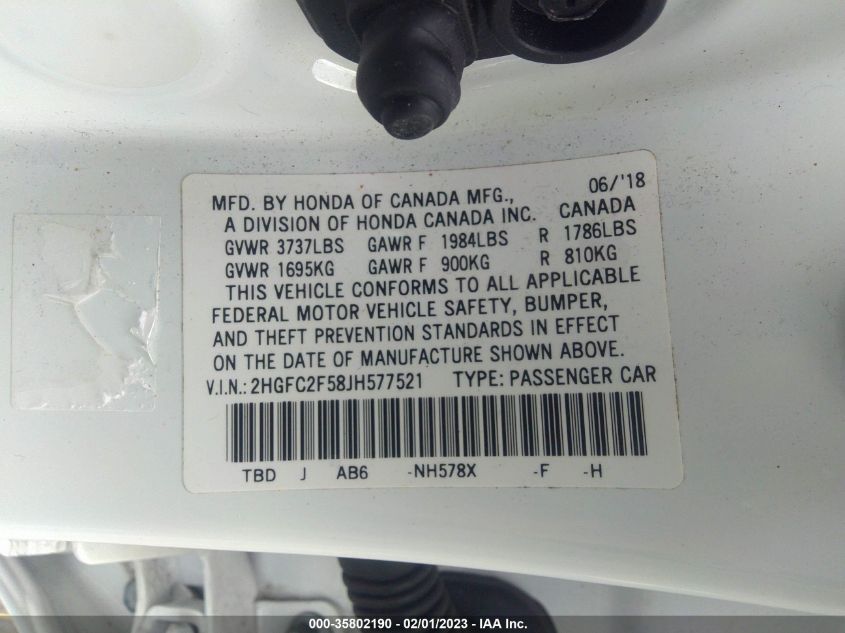 MFD. BY HONDA OF CANADA MFG., 06/'18
A DIVISION OF HONDA CANADA INC. CANADA
GVWR 3737LBS GAWR F 1984LBS R 1786LBS
GVWR 1695KG GAWR F 900KG R 810KG
THIS VEHICLE CONFORMS TO ALL APPLICABLE
FEDERAL MOTOR VEHICLE SAFETY, BUMPER,
AND THEFT PREVENTION STANDARDS IN EFFECT
ON THE DATE OF MANUFACTURE SHOWN ABOVE.
V.I.N.: 2HGFC2F58JH577521 TYPE: PASSENGER CAR
TBD J AB6 -NH578X -F -H
000-35802190 - 02/01/2023 - IAA Inc.